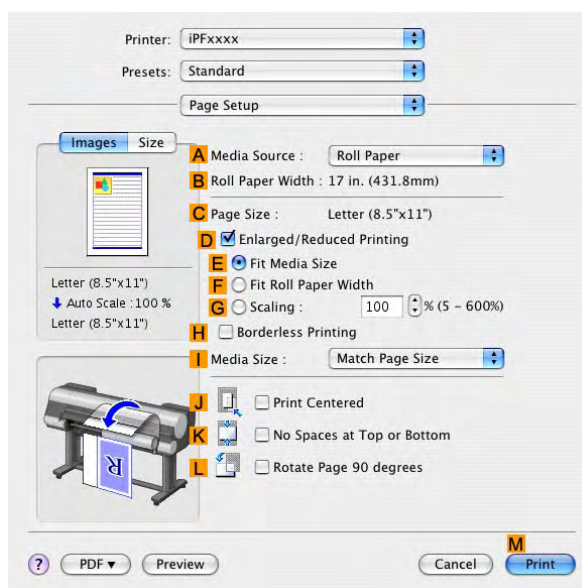 Printer: iPFxxxx
Presets: Standard
Page Setup
Images Size
A Media Source : Roll Paper
B Roll Paper Width : 17 in. (431.8mm)
C Page Size : Letter (8.5"x11")
D Enlarged/Reduced Printing
E Fit Media Size
F Fit Roll Paper Width
G Scaling : 100 % (5 - 600%)
H Borderless Printing
I Media Size : Match Page Size
Letter (8.5"x11")
Auto Scale :100 %
Letter (8.5"x11")
J Print Centered
K No Spaces at Top or Bottom
L Rotate Page 90 degrees
R
M
? PDF Preview Cancel Print